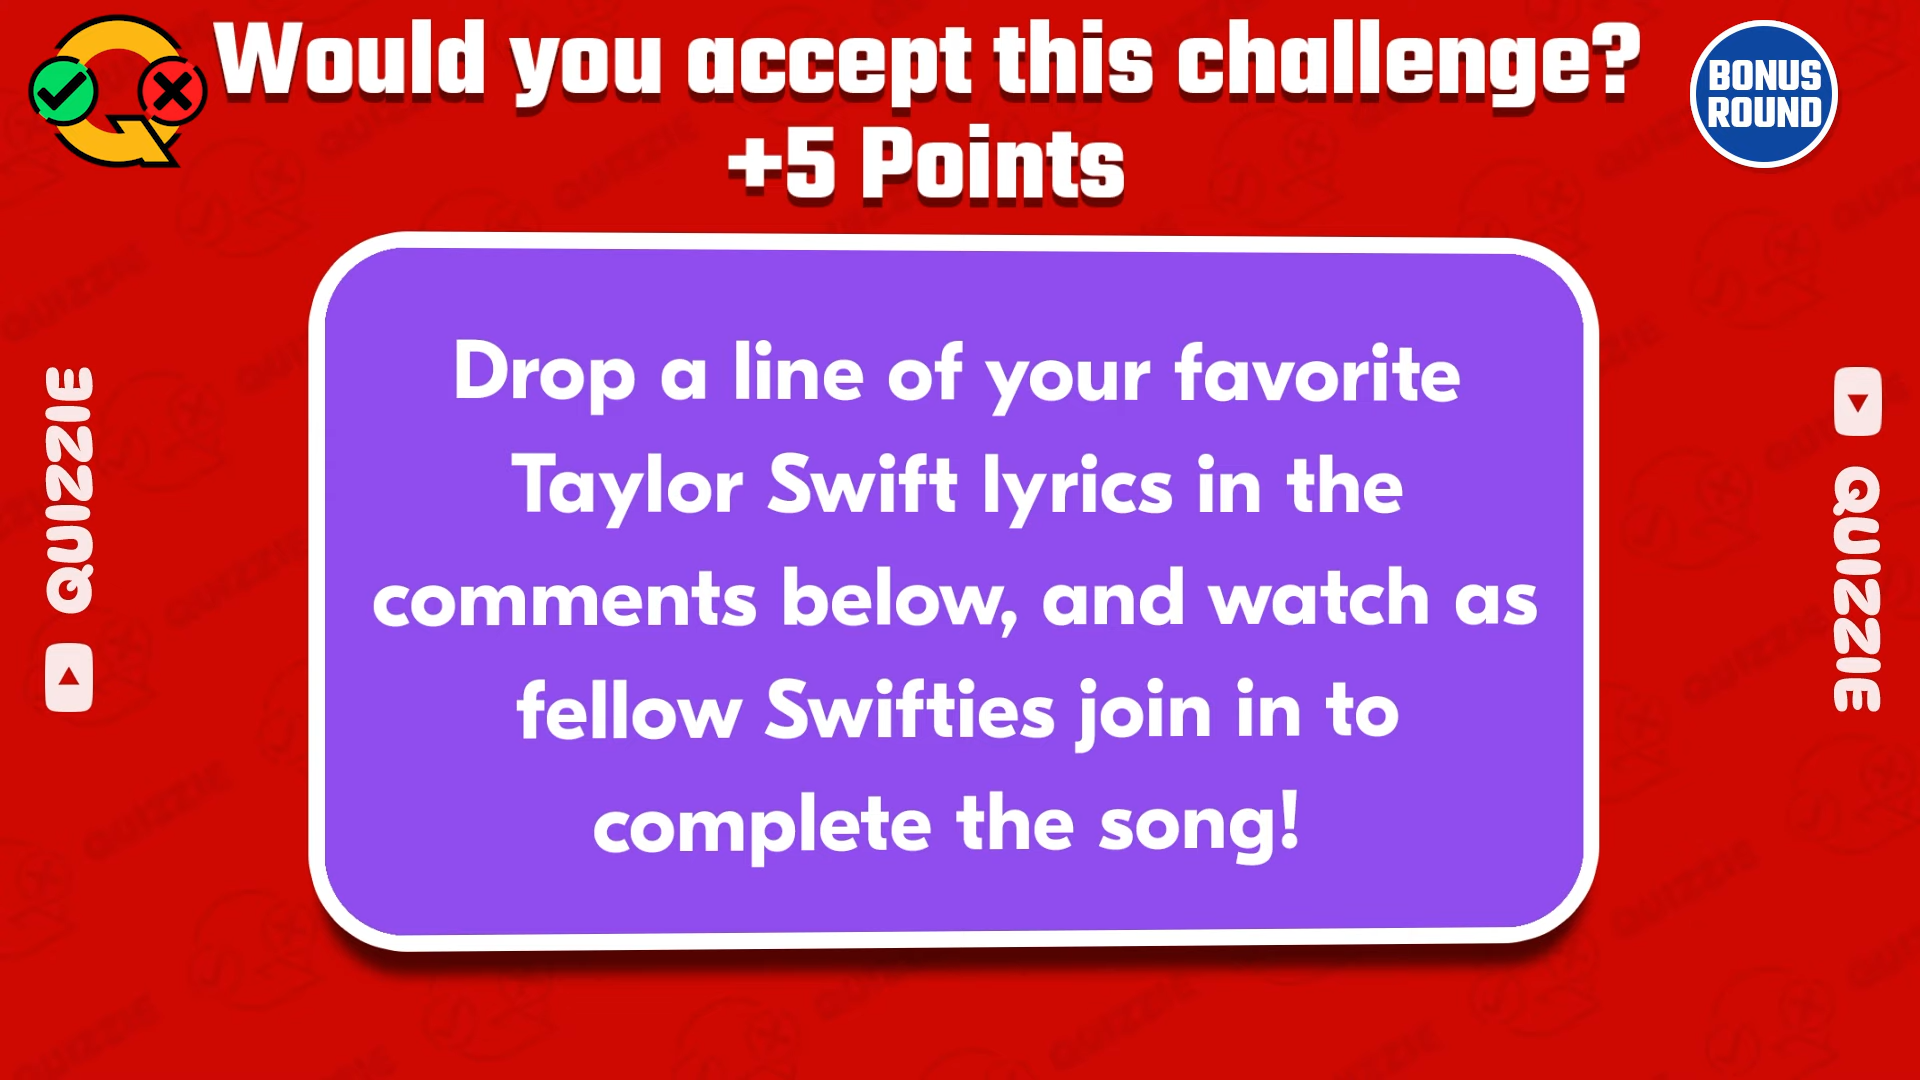 Would you accept this challenge?
+5 Points
BONUS
ROUND
Drop a line of your favorite
Taylor Swift lyrics in the
comments below, and watch as
fellow Swifties join in to
complete the song!
QUIZZIE
QUIZZIE